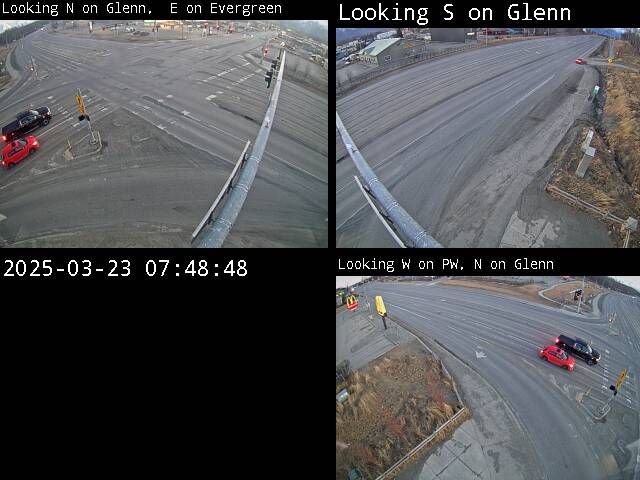 Looking N on Glenn, E on Evergreen
Looking S on Glenn
2025-03-23 07:48:48
Looking W on PW, N on Glenn